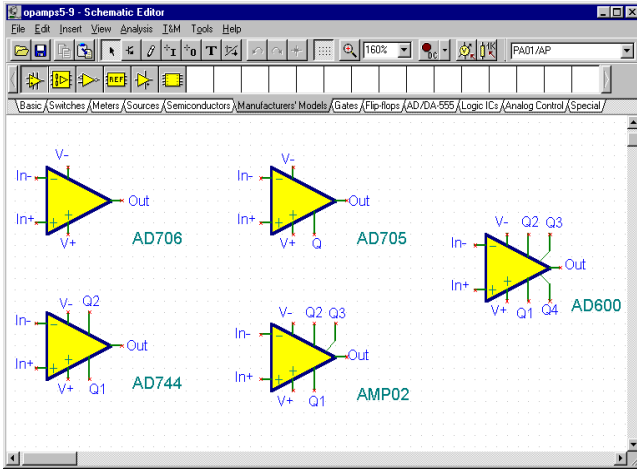 opamps5-9 - Schematic Editor
File Edit Insert View Analysis T&M Tools Help
T 160% DC 1K PA01/AP
REF
Basic Switches Meters Sources Semiconductors Manufacturers' Models Gates Flip-flops AD/DA-555 Logic ICs Analog Control Special
V- In- Out In+ V+ AD706
V- In- Out In+ V+ Q AD705
V- Q2 Q3 In- Out In+ V+ Q1 Q4 AD600
V- Q2 In- Out In+ V+ Q1 AD744
V- Q2 Q3 In- Out In+ V+ Q1 AMP02